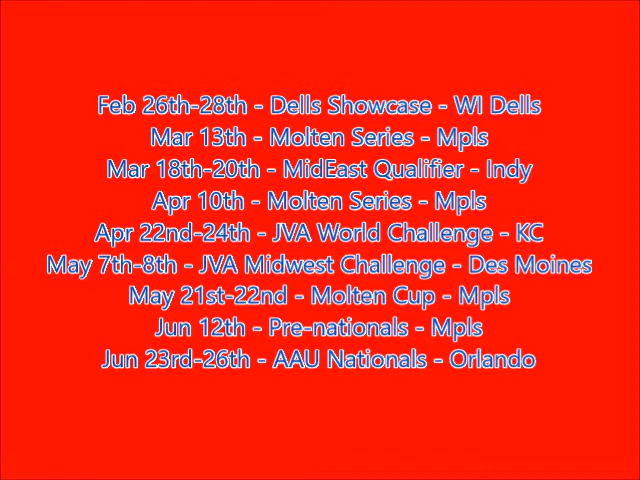 Feb 26th-28th - Dells Showcase - WI Dells
Mar 13th - Molten Series - Mpls
Mar 18th-20th - MidEast Qualifier - Indy
Apr 10th - Molten Series - Mpls
Apr 22nd-24th - JVA World Challenge - KC
May 7th-8th - JVA Midwest Challenge - Des Moines
May 21st-22nd - Molten Cup - Mpls
Jun 12th - Pre-nationals - Mpls
Jun 23rd-26th - AAU Nationals - Orlando